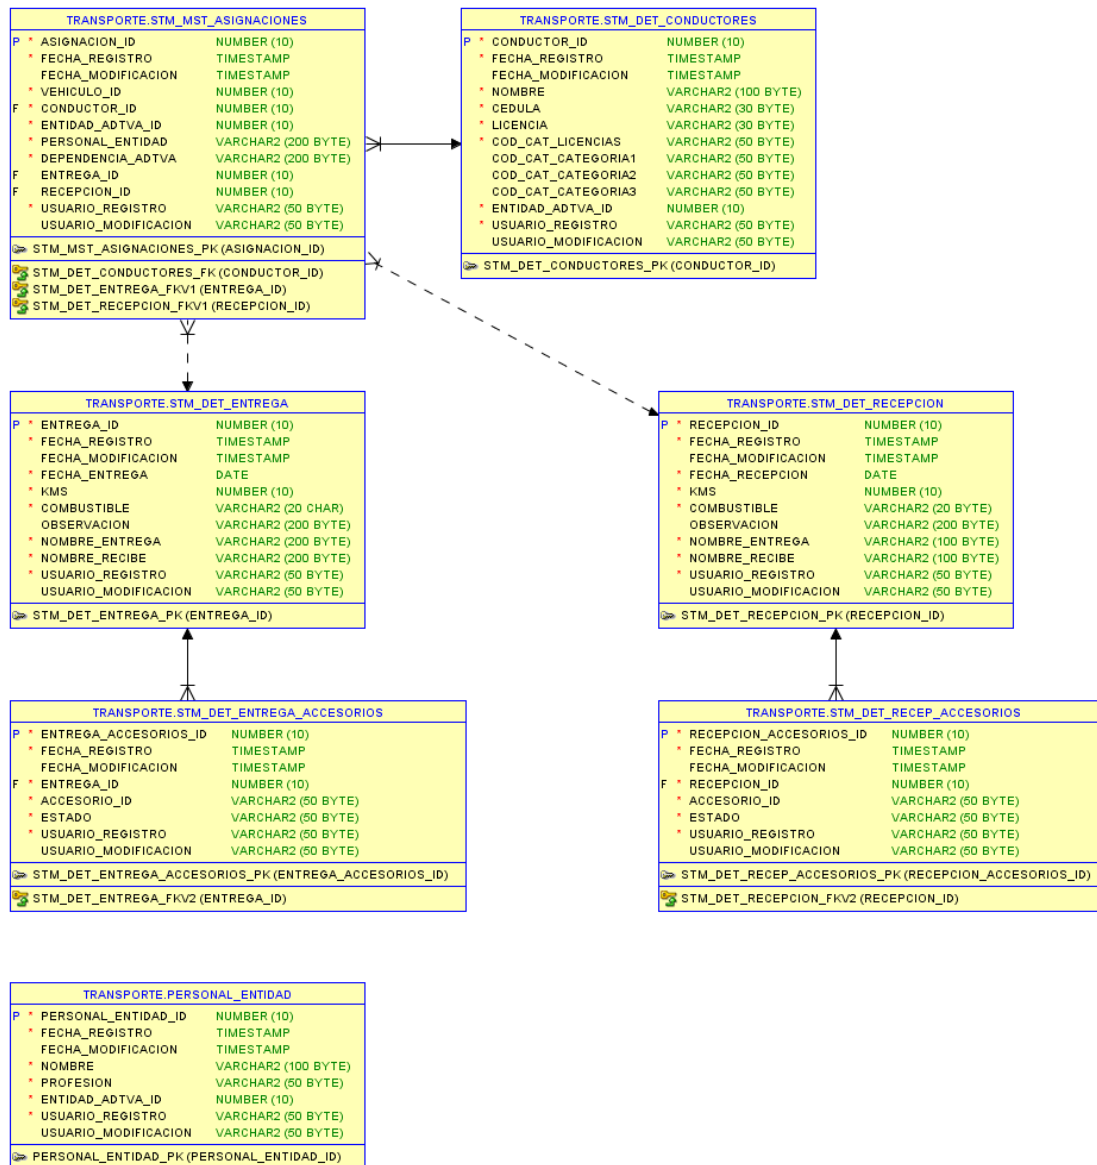 TRANSPORTE.STM_MST_ASIGNACIONES
P * ASIGNACION_ID NUMBER (10)
* FECHA_REGISTRO TIMESTAMP
FECHA_MODIFICACION TIMESTAMP
* VEHICULO_ID NUMBER (10)
F * CONDUCTOR_ID NUMBER (10)
* ENTIDAD_ADTVA_ID NUMBER (10)
* PERSONAL_ENTIDAD VARCHAR2 (200 BYTE)
* DEPENDENCIA_ADTVA VARCHAR2 (200 BYTE)
F ENTREGA_ID NUMBER (10)
F RECEPCION_ID NUMBER (10)
* USUARIO_REGISTRO VARCHAR2 (50 BYTE)
USUARIO_MODIFICACION VARCHAR2 (50 BYTE)
STM_MST_ASIGNACIONES_PK (ASIGNACION_ID)
STM_DET_CONDUCTORES_FK (CONDUCTOR_ID)
STM_DET_ENTREGA_FKV1 (ENTREGA_ID)
STM_DET_RECEPCION_FKV1 (RECEPCION_ID)
TRANSPORTE.STM_DET_CONDUCTORES
P * CONDUCTOR_ID NUMBER (10)
* FECHA_REGISTRO TIMESTAMP
FECHA_MODIFICACION TIMESTAMP
* NOMBRE VARCHAR2 (100 BYTE)
* CEDULA VARCHAR2 (30 BYTE)
* LICENCIA VARCHAR2 (30 BYTE)
* COD_CAT_LICENCIAS VARCHAR2 (50 BYTE)
COD_CAT_CATEGORIA1 VARCHAR2 (50 BYTE)
COD_CAT_CATEGORIA2 VARCHAR2 (50 BYTE)
COD_CAT_CATEGORIA3 VARCHAR2 (50 BYTE)
* ENTIDAD_ADTVA_ID NUMBER (10)
* USUARIO_REGISTRO VARCHAR2 (50 BYTE)
USUARIO_MODIFICACION VARCHAR2 (50 BYTE)
STM_DET_CONDUCTORES_PK (CONDUCTOR_ID)
TRANSPORTE.STM_DET_ENTREGA
P * ENTREGA_ID NUMBER (10)
* FECHA_REGISTRO TIMESTAMP
FECHA_MODIFICACION TIMESTAMP
* FECHA_ENTREGA DATE
* KMS NUMBER (10)
* COMBUSTIBLE VARCHAR2 (20 CHAR)
OBSERVACION VARCHAR2 (200 BYTE)
* NOMBRE_ENTREGA VARCHAR2 (200 BYTE)
* NOMBRE_RECIBE VARCHAR2 (200 BYTE)
* USUARIO_REGISTRO VARCHAR2 (50 BYTE)
USUARIO_MODIFICACION VARCHAR2 (50 BYTE)
STM_DET_ENTREGA_PK (ENTREGA_ID)
TRANSPORTE.STM_DET_RECEPCION
P * RECEPCION_ID NUMBER (10)
* FECHA_REGISTRO TIMESTAMP
FECHA_MODIFICACION TIMESTAMP
* FECHA_RECEPCION DATE
* KMS NUMBER (10)
* COMBUSTIBLE VARCHAR2 (20 BYTE)
OBSERVACION VARCHAR2 (200 BYTE)
* NOMBRE_ENTREGA VARCHAR2 (100 BYTE)
* NOMBRE_RECIBE VARCHAR2 (100 BYTE)
* USUARIO_REGISTRO VARCHAR2 (50 BYTE)
USUARIO_MODIFICACION VARCHAR2 (50 BYTE)
STM_DET_RECEPCION_PK (RECEPCION_ID)
TRANSPORTE.STM_DET_ENTREGA_ACCESORIOS
P * ENTREGA_ACCESORIOS_ID NUMBER (10)
* FECHA_REGISTRO TIMESTAMP
FECHA_MODIFICACION TIMESTAMP
F * ENTREGA_ID NUMBER (10)
* ACCESORIO_ID VARCHAR2 (50 BYTE)
* ESTADO VARCHAR2 (50 BYTE)
* USUARIO_REGISTRO VARCHAR2 (50 BYTE)
USUARIO_MODIFICACION VARCHAR2 (50 BYTE)
STM_DET_ENTREGA_ACCESORIOS_PK (ENTREGA_ACCESORIOS_ID)
STM_DET_ENTREGA_FKV2 (ENTREGA_ID)
TRANSPORTE.STM_DET_RECEP_ACCESORIOS
P * RECEPCION_ACCESORIOS_ID NUMBER (10)
* FECHA_REGISTRO TIMESTAMP
FECHA_MODIFICACION TIMESTAMP
F * RECEPCION_ID NUMBER (10)
* ACCESORIO_ID VARCHAR2 (50 BYTE)
* ESTADO VARCHAR2 (50 BYTE)
* USUARIO_REGISTRO VARCHAR2 (50 BYTE)
USUARIO_MODIFICACION VARCHAR2 (50 BYTE)
STM_DET_RECEP_ACCESORIOS_PK (RECEPCION_ACCESORIOS_ID)
STM_DET_RECEPCION_FKV2 (RECEPCION_ID)
TRANSPORTE.PERSONAL_ENTIDAD
P * PERSONAL_ENTIDAD_ID NUMBER (10)
* FECHA_REGISTRO TIMESTAMP
FECHA_MODIFICACION TIMESTAMP
* NOMBRE VARCHAR2 (100 BYTE)
* PROFESION VARCHAR2 (50 BYTE)
* ENTIDAD_ADTVA_ID NUMBER (10)
* USUARIO_REGISTRO VARCHAR2 (50 BYTE)
USUARIO_MODIFICACION VARCHAR2 (50 BYTE)
PERSONAL_ENTIDAD_PK (PERSONAL_ENTIDAD_ID)